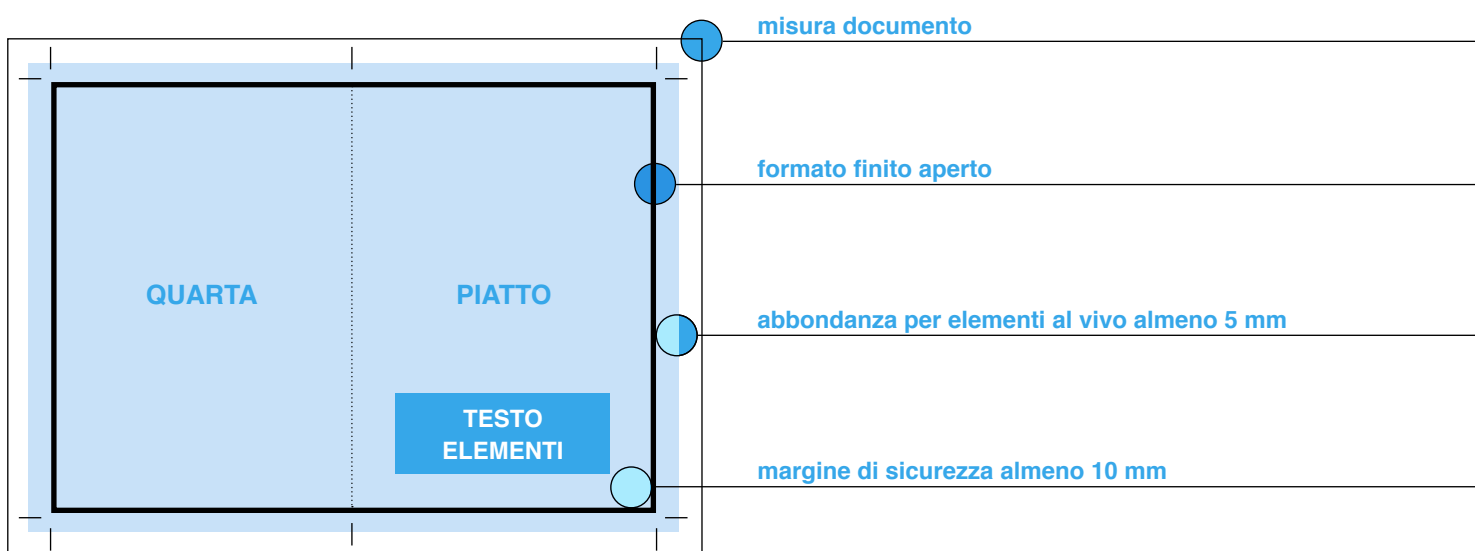 misura documento
formato finito aperto
QUARTA
PIATTO
abbondanza per elementi al vivo almeno 5 mm
TESTO
ELEMENTI
margine di sicurezza almeno 10 mm